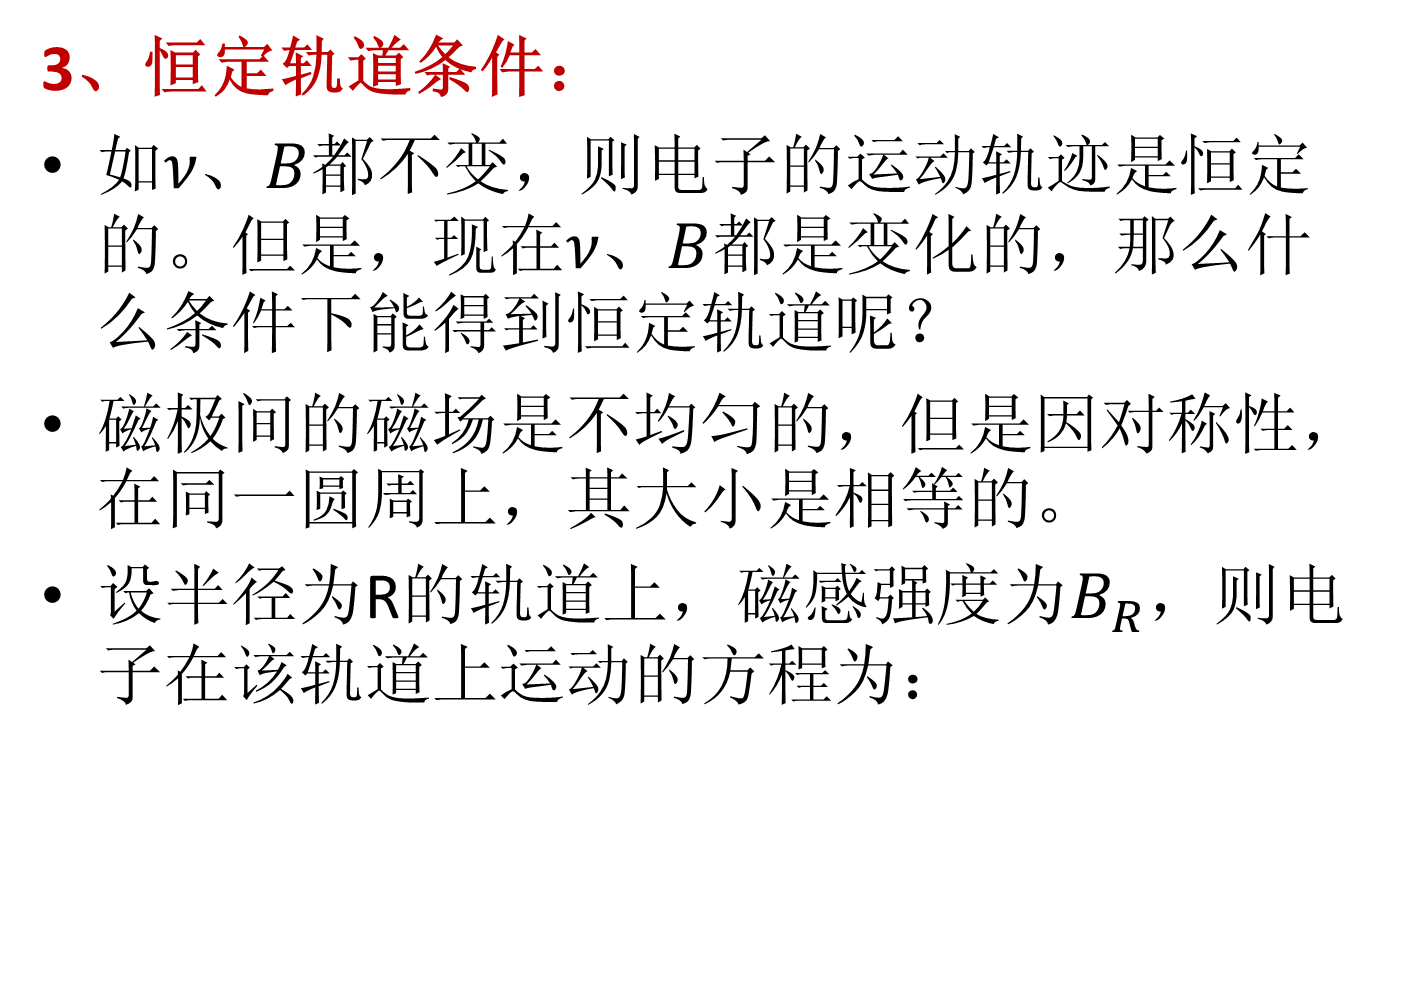 3、恒定轨道条件：
• 如ν、B都不变，则电子的运动轨迹是恒定
的。但是，现在ν、B都是变化的，那么什
么条件下能得到恒定轨道呢？
• 磁极间的磁场是不均匀的，但是因对称性，
在同一圆周上，其大小是相等的。
• 设半径为R的轨道上，磁感强度为B_R，则电
子在该轨道上运动的方程为：